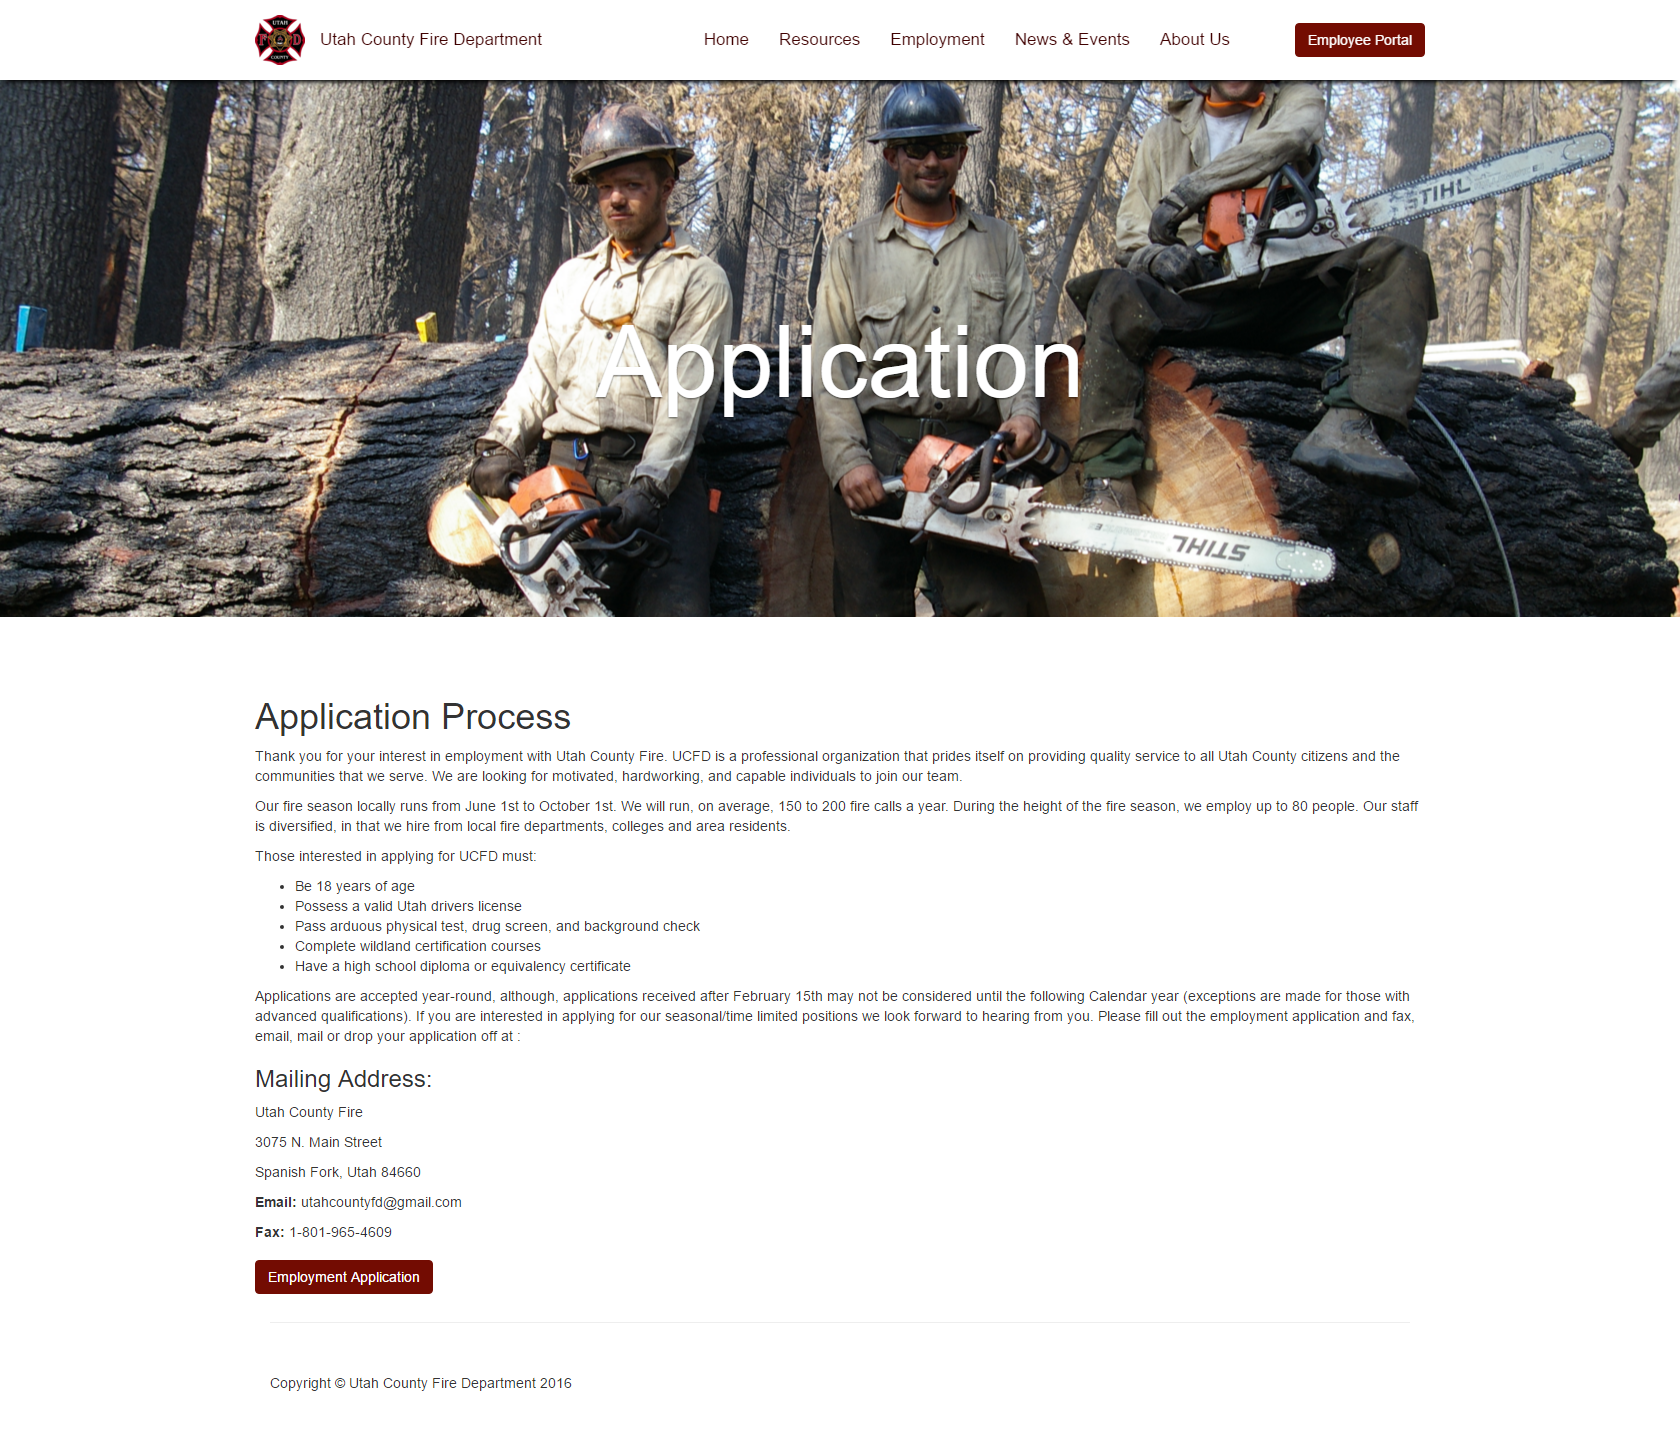 UTAH
F D
COUNTY
Utah County Fire Department
Home
Resources
Employment
News & Events
About Us
Employee Portal
STIHL
Application
STIHL
Application Process
Thank you for your interest in employment with Utah County Fire. UCFD is a professional organization that prides itself on providing quality service to all Utah County citizens and the
communities that we serve. We are looking for motivated, hardworking, and capable individuals to join our team.
Our fire season locally runs from June 1st to October 1st. We will run, on average, 150 to 200 fire calls a year. During the height of the fire season, we employ up to 80 people. Our staff
is diversified, in that we hire from local fire departments, colleges and area residents.
Those interested in applying for UCFD must:
• Be 18 years of age
• Possess a valid Utah drivers license
• Pass arduous physical test, drug screen, and background check
• Complete wildland certification courses
• Have a high school diploma or equivalency certificate
Applications are accepted year-round, although, applications received after February 15th may not be considered until the following Calendar year (exceptions are made for those with
advanced qualifications). If you are interested in applying for our seasonal/time limited positions we look forward to hearing from you. Please fill out the employment application and fax,
email, mail or drop your application off at :
Mailing Address:
Utah County Fire
3075 N. Main Street
Spanish Fork, Utah 84660
Email: utahcountyfd@gmail.com
Fax: 1-801-965-4609
Employment Application
Copyright © Utah County Fire Department 2016